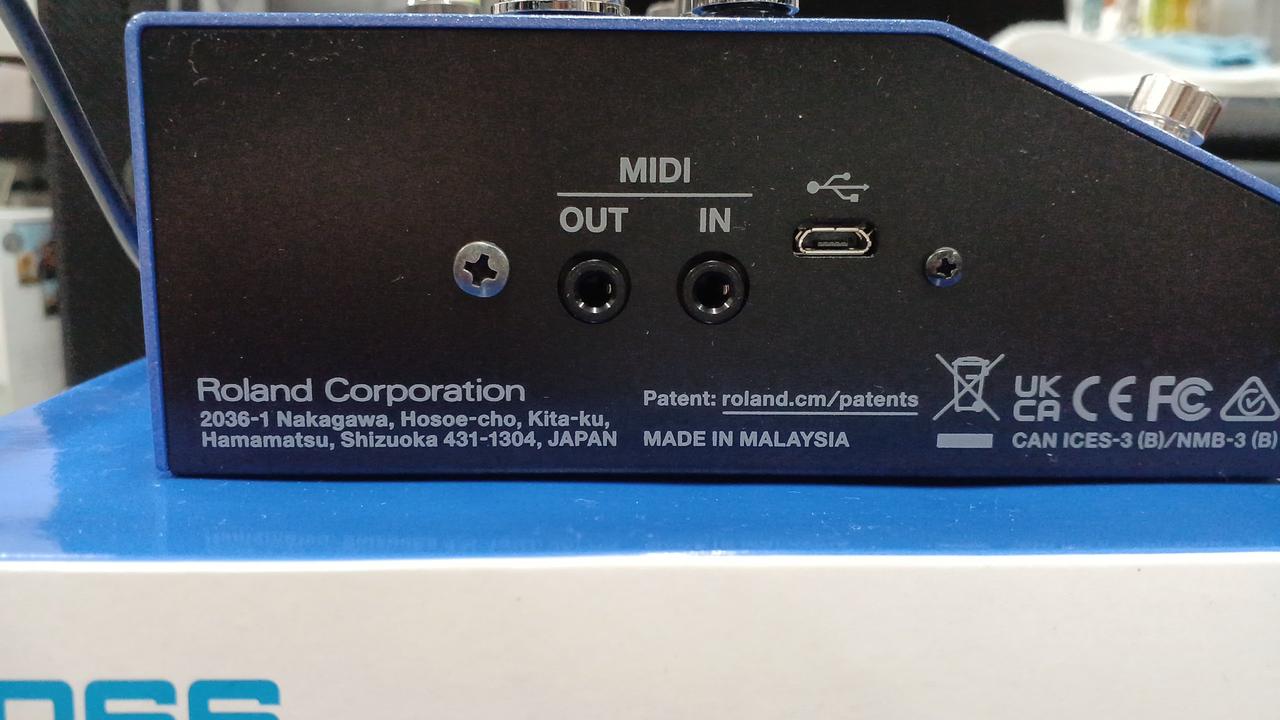 MIDI
OUT IN
Roland Corporation
2036-1 Nakagawa, Hosoe-cho, Kita-ku,
Hamamatsu, Shizuoka 431-1304, JAPAN
Patent: roland.cm/patents
MADE IN MALAYSIA
UK
CA CE FC
CAN ICES-3 (B)/NMB-3 (B)